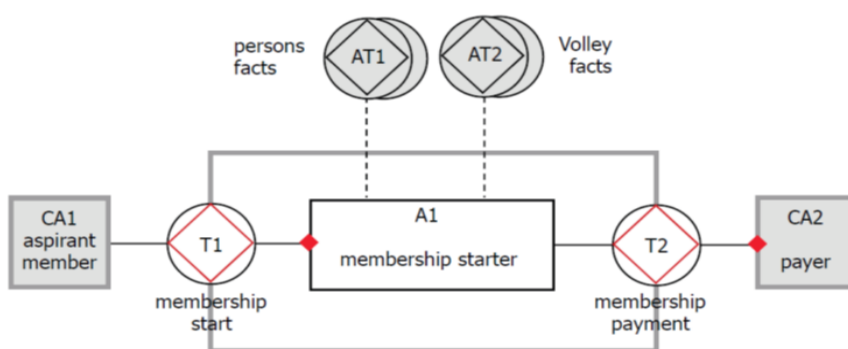 persons
facts
AT1
AT2
Volley
facts
CA1
aspirant
member
T1
membership
start
A1
membership starter
T2
membership
payment
CA2
payer